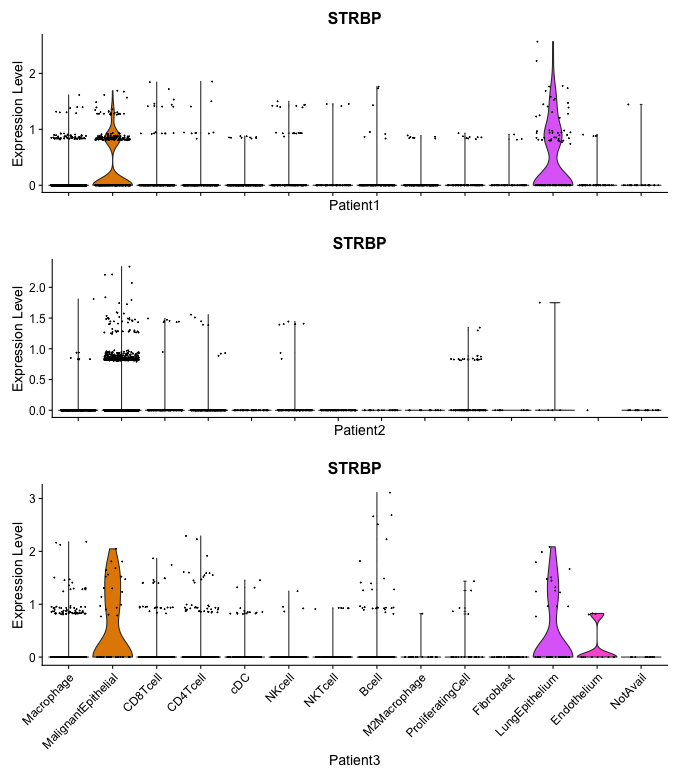 STRBP
Expression Level
2
1
0
Patient1
STRBP
Expression Level
2.0
1.5
1.0
0.5
0.0
Patient2
STRBP
Expression Level
3
2
1
0
Macrophage
MalignantEpithelial
CD8Tcell
CD4Tcell
cDC
NKcell
NKTcell
Bcell
M2Macrophage
ProliferatingCell
Fibroblast
LungEpithelium
Endothelium
NotAvail
Patient3